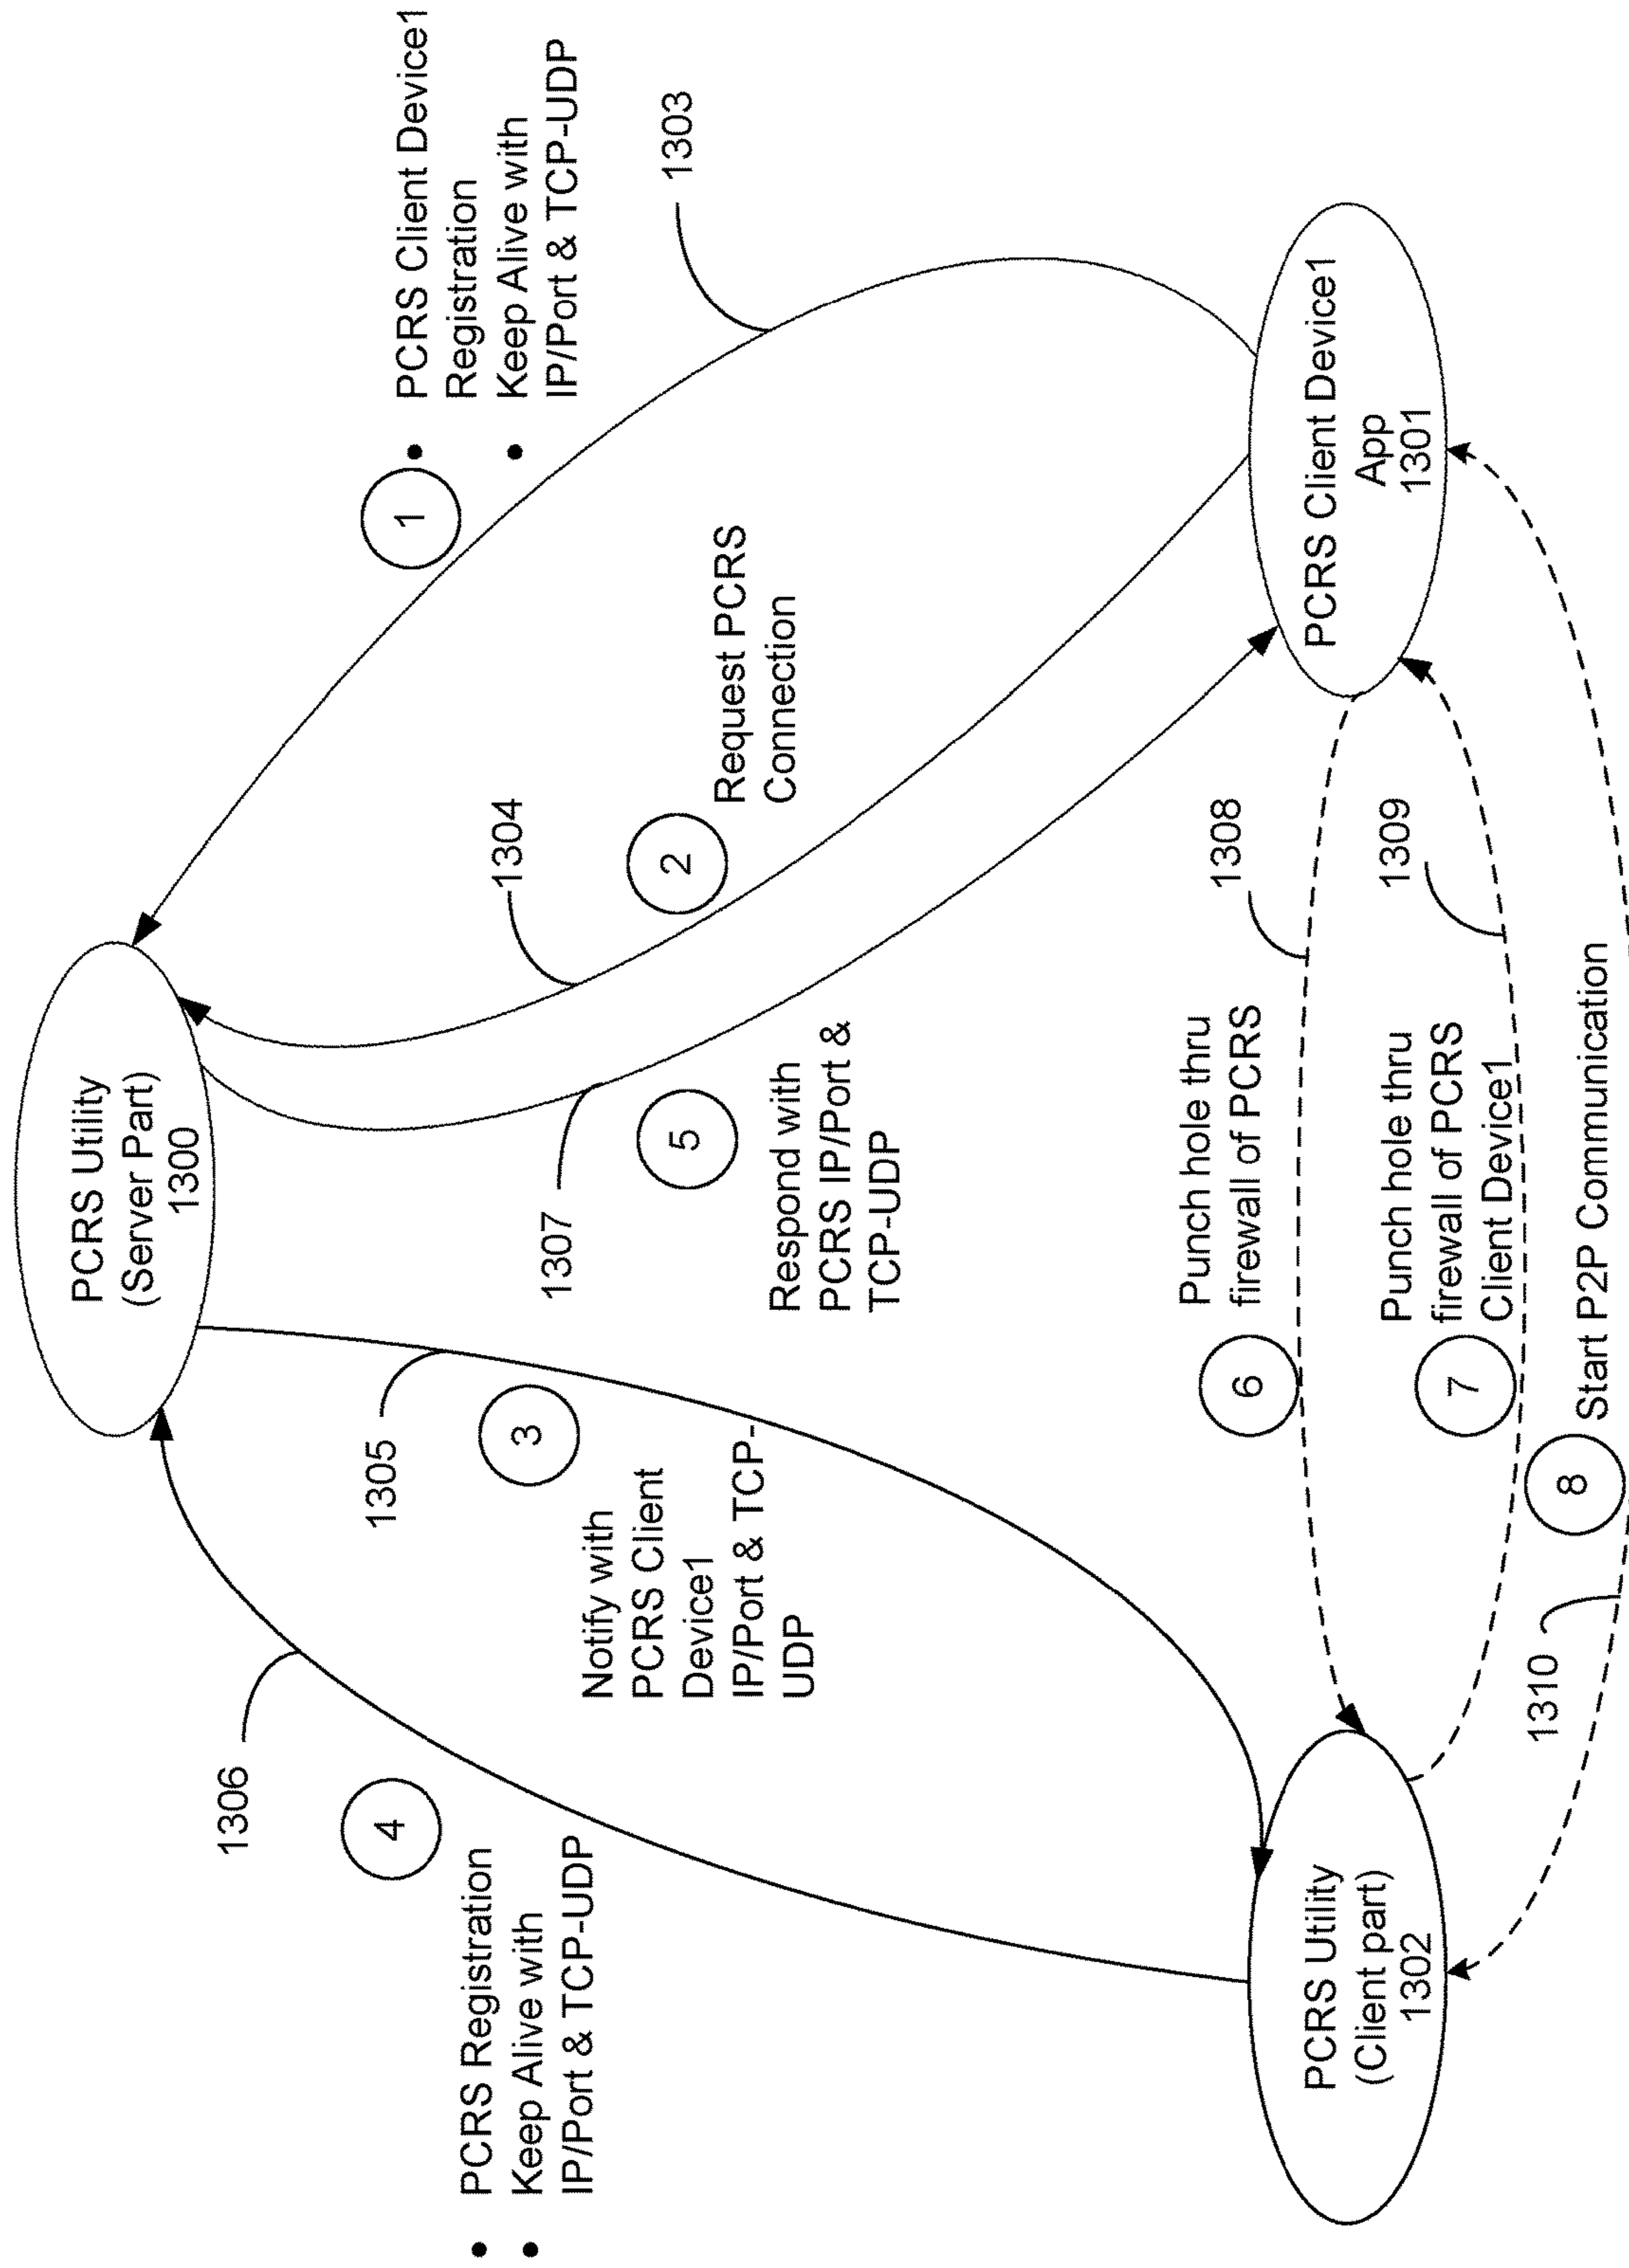 PCRS Utility
(Server Part)
1300
• PCRS Client Device1
Registration
• Keep Alive with
IP/Port & TCP-UDP
1
1303
1306
4
• PCRS Registration
• Keep Alive with
IP/Port & TCP-UDP
1305
3
Notify with
PCRS Client
Device1
IP/Port & TCP-
UDP
1304
2
Request PCRS
Connection
1307
5
Respond with
PCRS IP/Port &
TCP-UDP
PCRS Utility
(Client part)
1302
PCRS Client Device1
App
1301
6
Punch hole thru
firewall of PCRS
1308
7
Punch hole thru
firewall of PCRS
Client Device1
1309
8
Start P2P Communication
1310